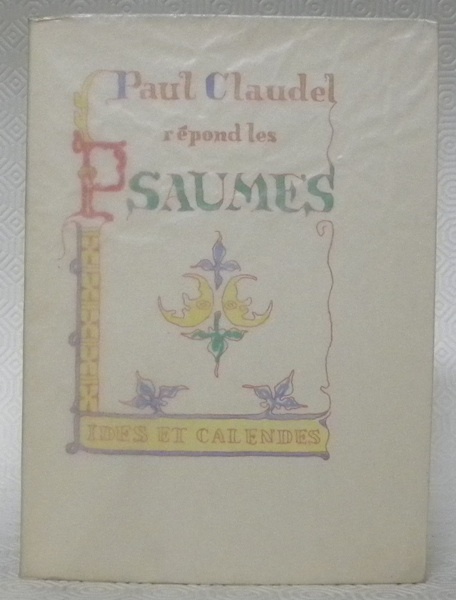 Paul Claudel
répond les
PSAUMES
IDES ET CALENDES